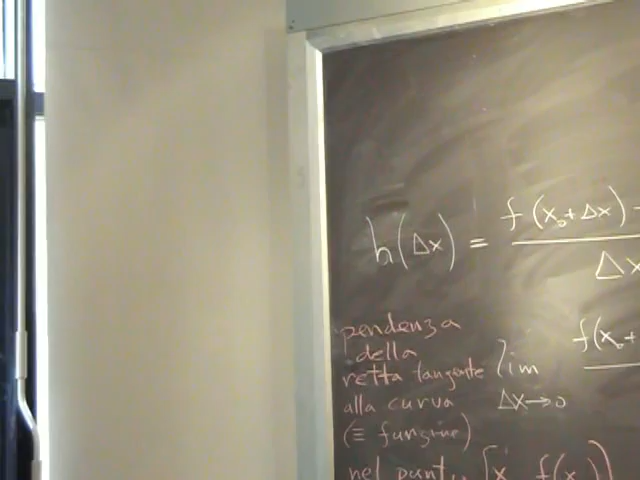 h(Δx) = f(x₀+Δx) -
Δx
pendenza
della
retta tangente lim f(x₀+
alla curva Δx→0
(≡ funzione)
nel punto [x f(x)]